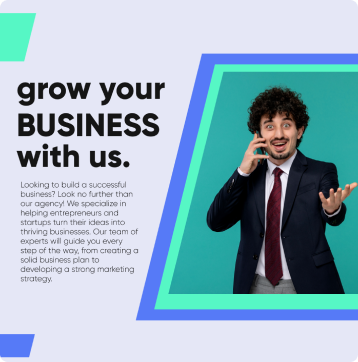 grow your
BUSINESS
with us.
Looking to build a successful
business? Look no further than
our agency! We specialize in
helping entrepreneurs and
startups turn their ideas into
thriving businesses. Our team of
experts will guide you every
step of the way, from creating a
solid business plan to
developing a strong marketing
strategy.